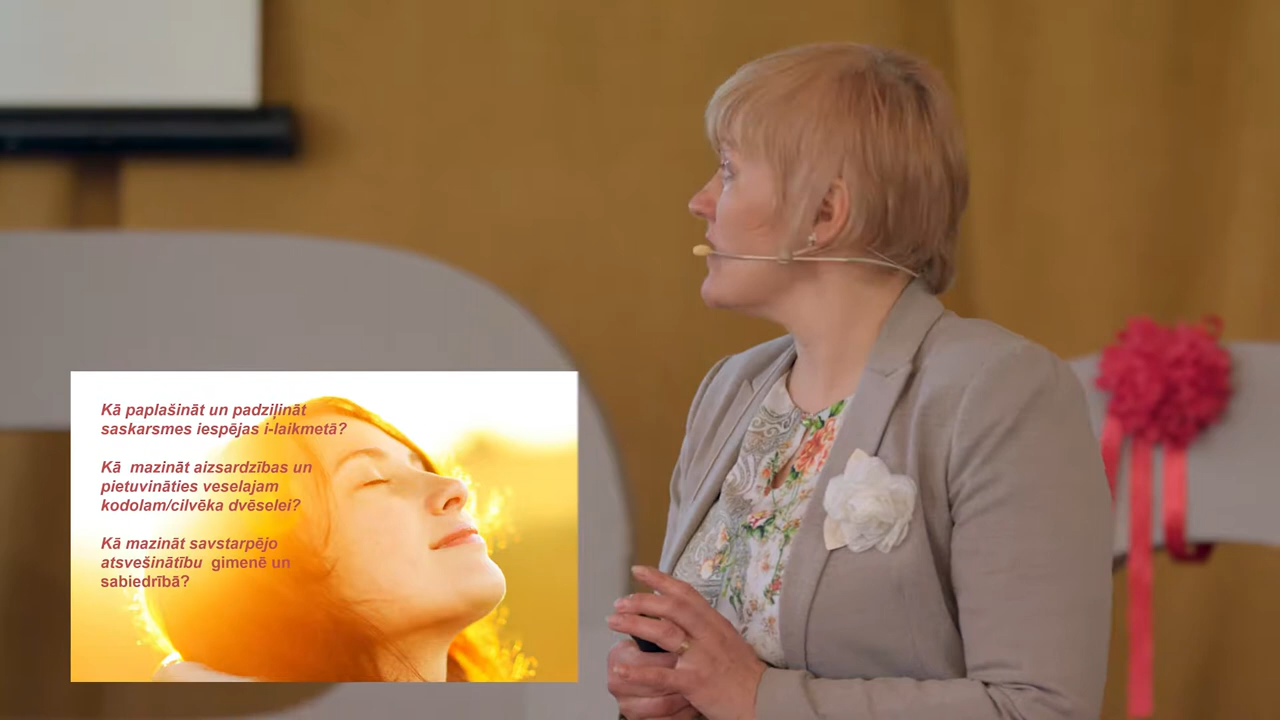 Kā paplašināt un padziļināt
saskarsmes iespējas i-laikmetā?
Kā  mazināt aizsardzības un
pietuvināties veselajam
kodolam/cilvēka dvēselei?
Kā mazināt savstarpējo
atsvešinātību  gimenē un
sabiedrībā?